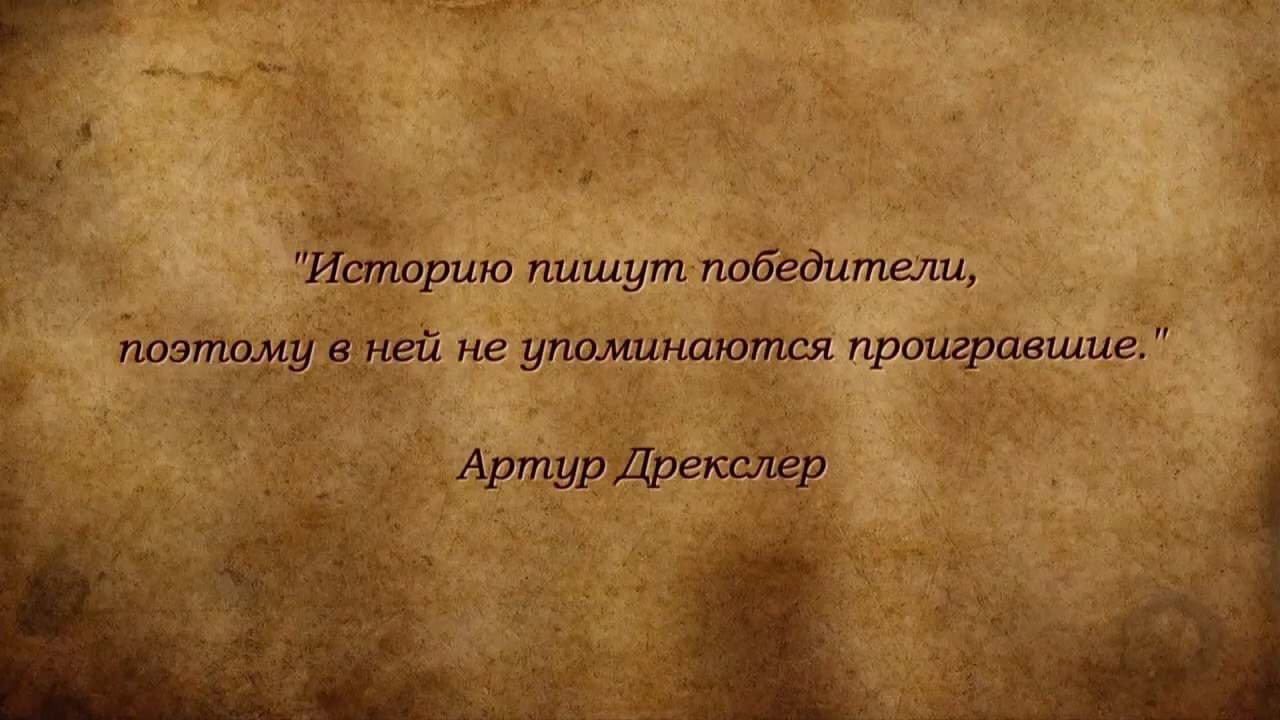 "Историю пишут победители,
поэтому в ней не упоминаются проигравшие."
Артур Дрекслер